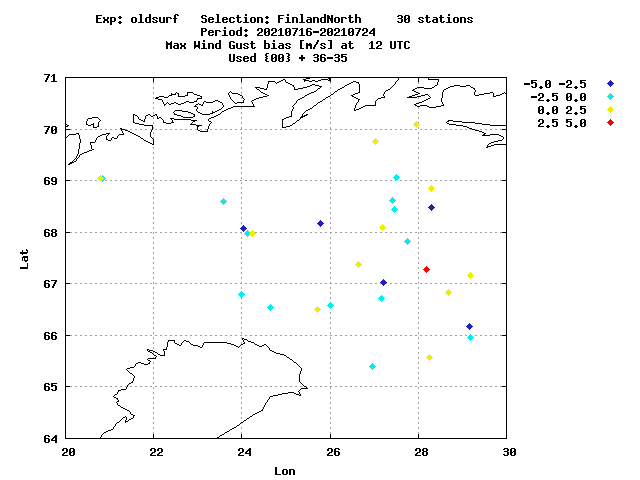 Exp: oldsurf   Selection: FinlandNorth     30 stations
Period: 20210716-20210724
Max Wind Gust bias [m/s] at  12 UTC
Used {00} + 36-35
-5.0 -2.5
-2.5 0.0
0.0 2.5
2.5 5.0
71
70
69
68
67
66
65
64
Lat
20 22 24 26 28 30
Lon